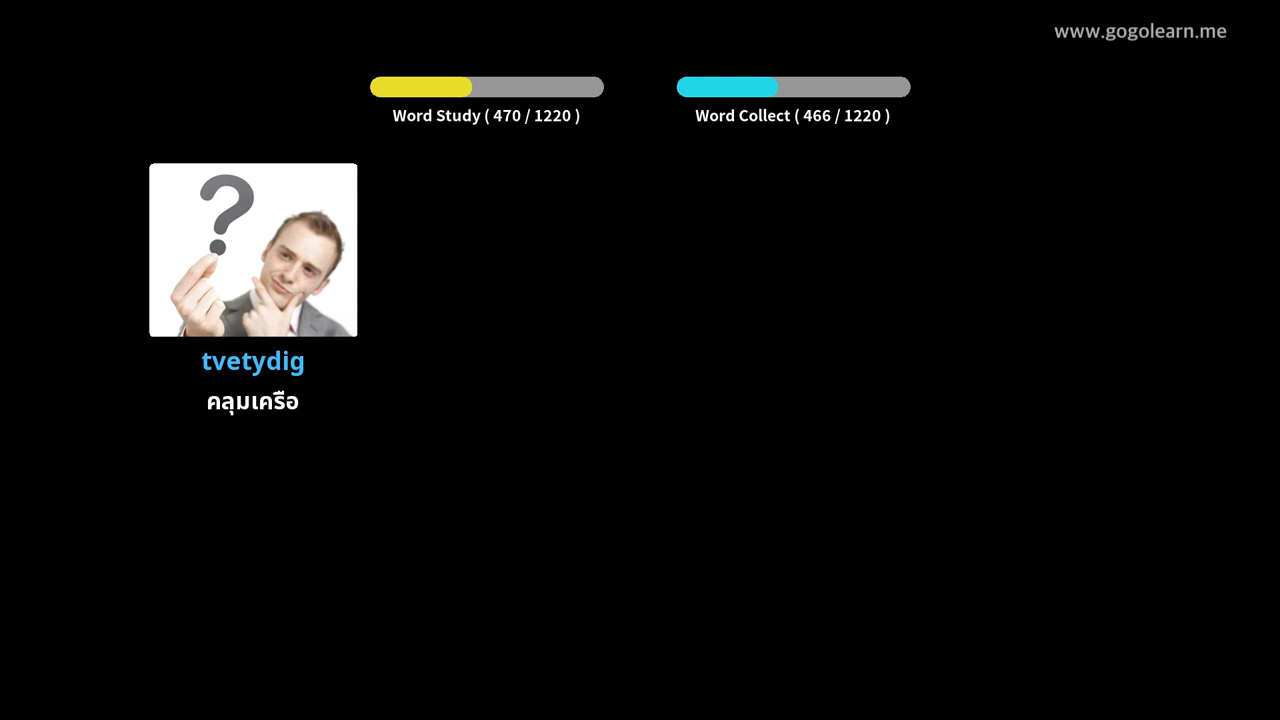 www.gogolearn.me
Word Study ( 470 / 1220 )
Word Collect ( 466 / 1220 )
?
tvetydig
คลุมเครือ